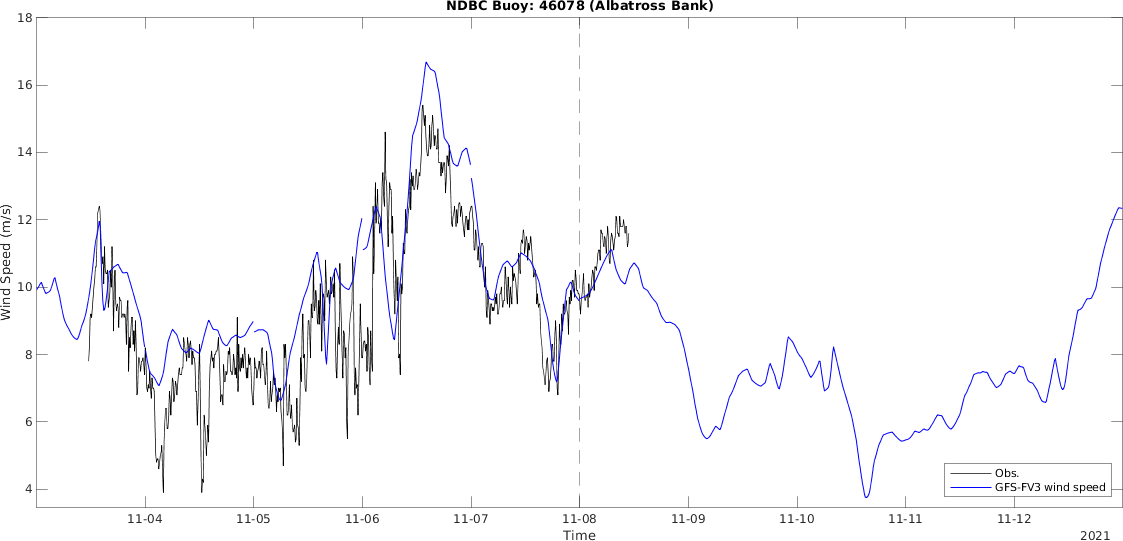 NDBC Buoy: 46078 (Albatross Bank)
18
16
14
12
10
8
6
4
Wind Speed (m/s)
Obs.
GFS-FV3 wind speed
11-04 11-05 11-06 11-07 11-08 11-09 11-10 11-11 11-12
Time
2021